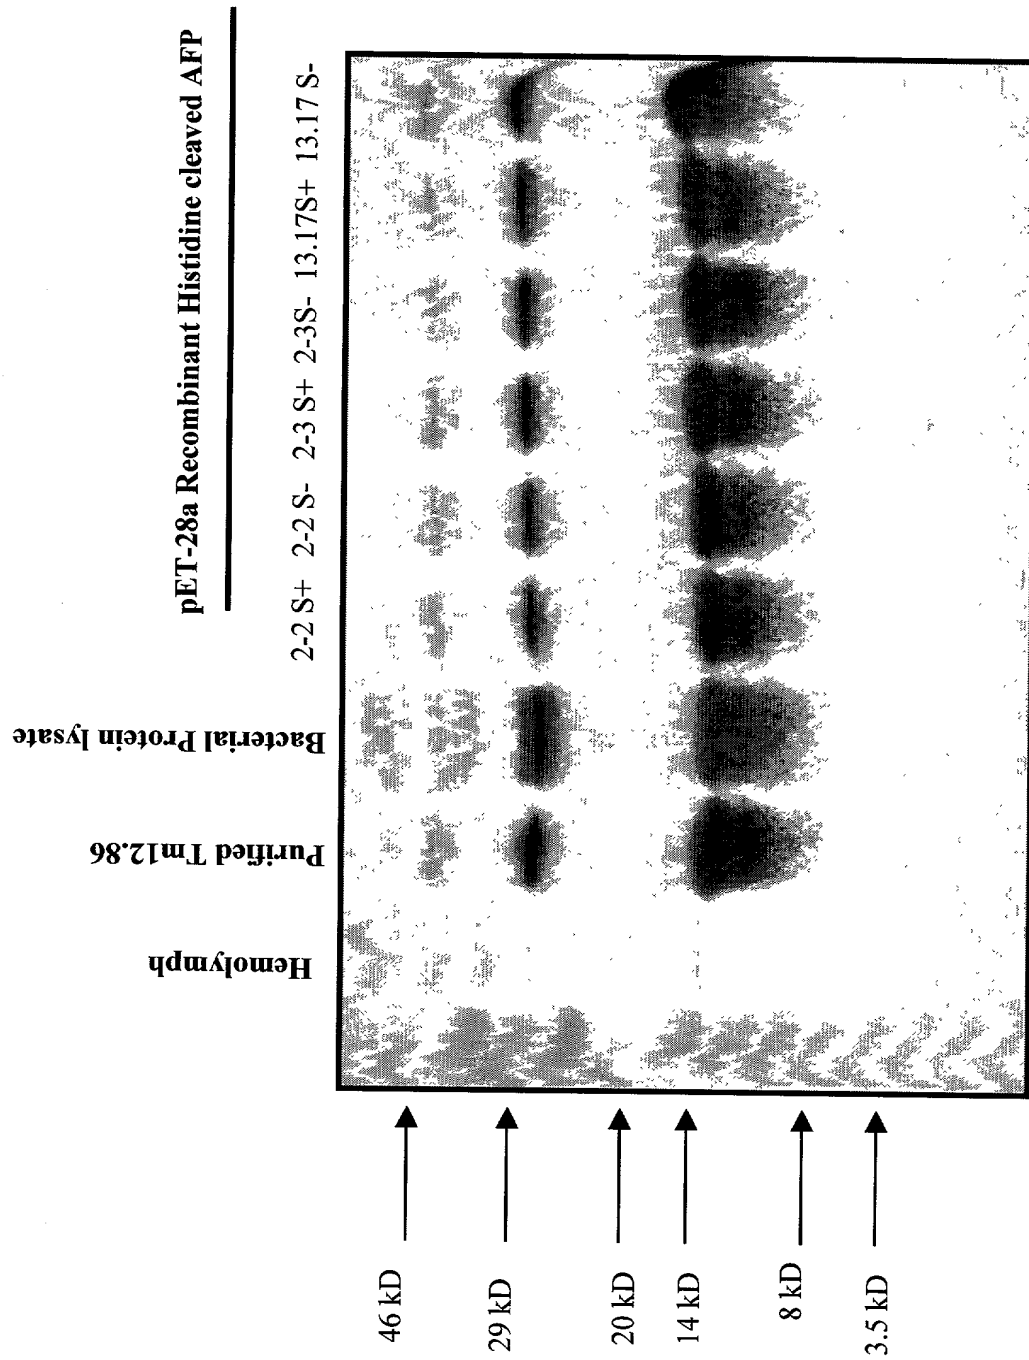 pET-28a Recombinant Histidine cleaved AFP
Hemolymph
Purified Tm12.86
Bacterial Protein lysate
2-2 S+
2-2 S-
2-3 S+
2-3S-
13.17S+
13.17 S-
46 kD
29 kD
20 kD
14 kD
8 kD
3.5 kD